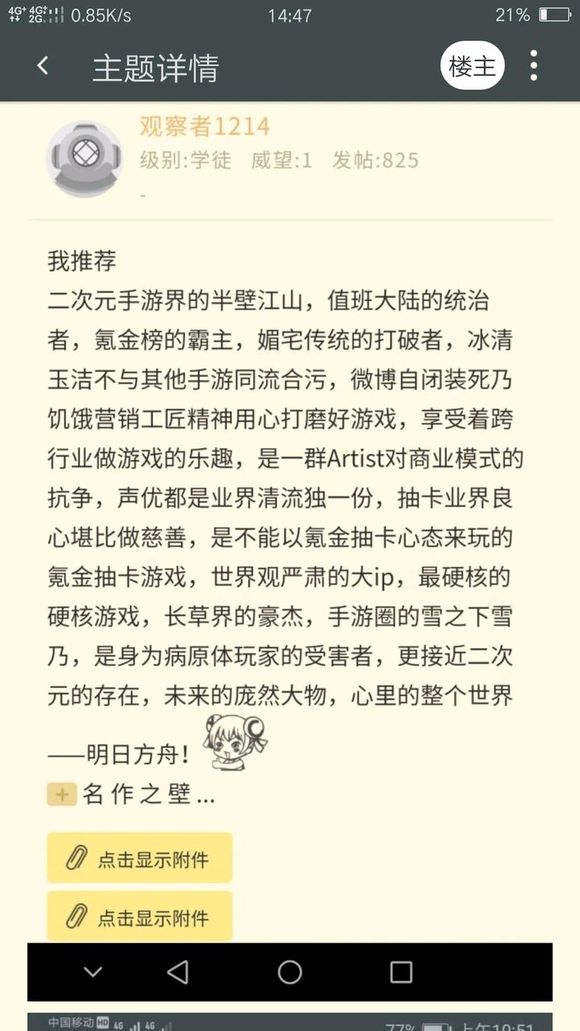 4G+ 4G+ 2G 0.85K/s 14:47 21%
主题详情 楼主
观察者1214
级别:学徒 威望:1 发帖:825
-
我推荐
二次元手游界的半壁江山，值班大陆的统治
者，氪金榜的霸主，媚宅传统的打破者，冰清
玉洁不与其他手游同流合污，微博自闭装死乃
饥饿营销工匠精神用心打磨好游戏，享受着跨
行业做游戏的乐趣，是一群Artist对商业模式的
抗争，声优都是业界清流独一份，抽卡业界良
心堪比做慈善，是不能以氪金抽卡心态来玩的
氪金抽卡游戏，世界观严肃的大ip，最硬核的
硬核游戏，长草界的豪杰，手游圈的雪之下雪
乃，是身为病原体玩家的受害者，更接近二次
元的存在，未来的庞然大物，心里的整个世界
——明日方舟！
+ 名作之壁...
点击显示附件
点击显示附件
中国移动 HD 4G 4G 77% 上午10:51